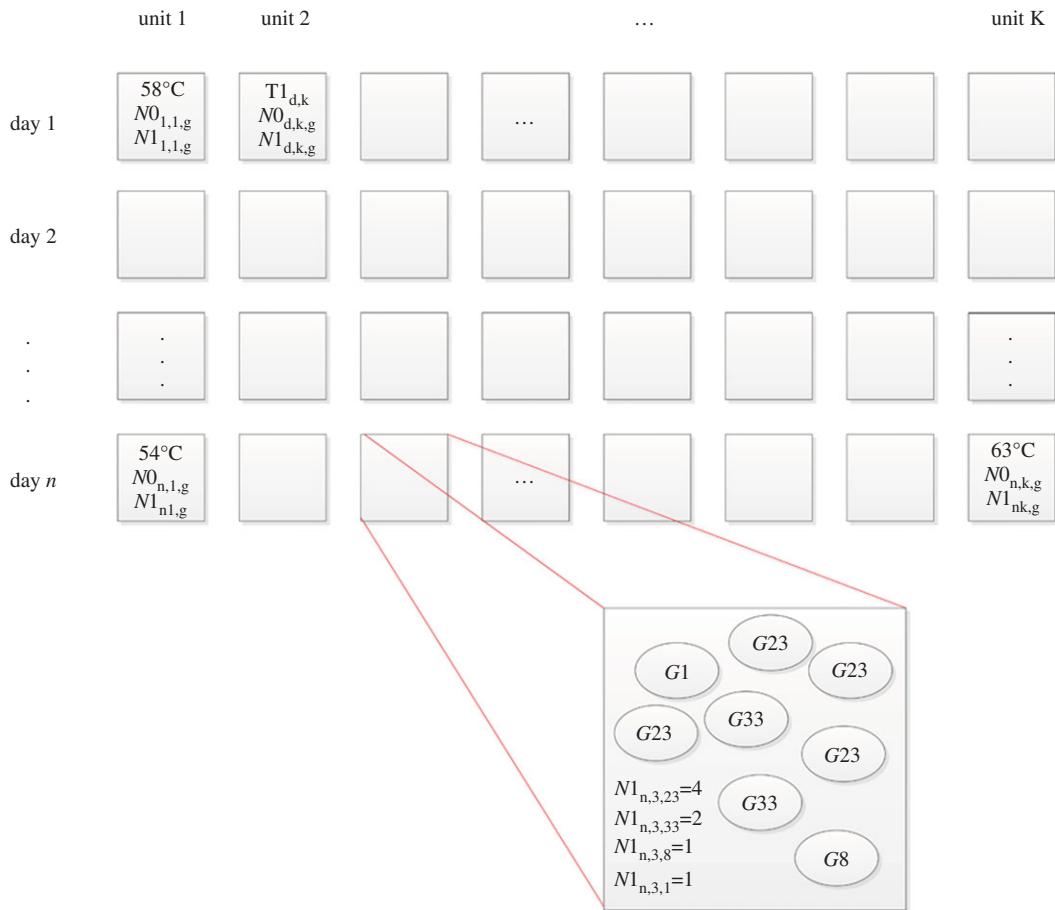 unit 1 unit 2 … unit K
day 1
58°C
N0₁,₁,g
N1₁,₁,g
T1d,k
N0d,k,g
N1d,k,g
...
day 2
.
.
.
.
.
.
.
.
.
day n
54°C
N0n,1,g
N1n1,g
...
63°C
N0n,k,g
N1nk,g
G23
G1
G23
G23
G33
G23
N1n,3,23=4
G33
N1n,3,33=2
N1n,3,8=1
G8
N1n,3,1=1